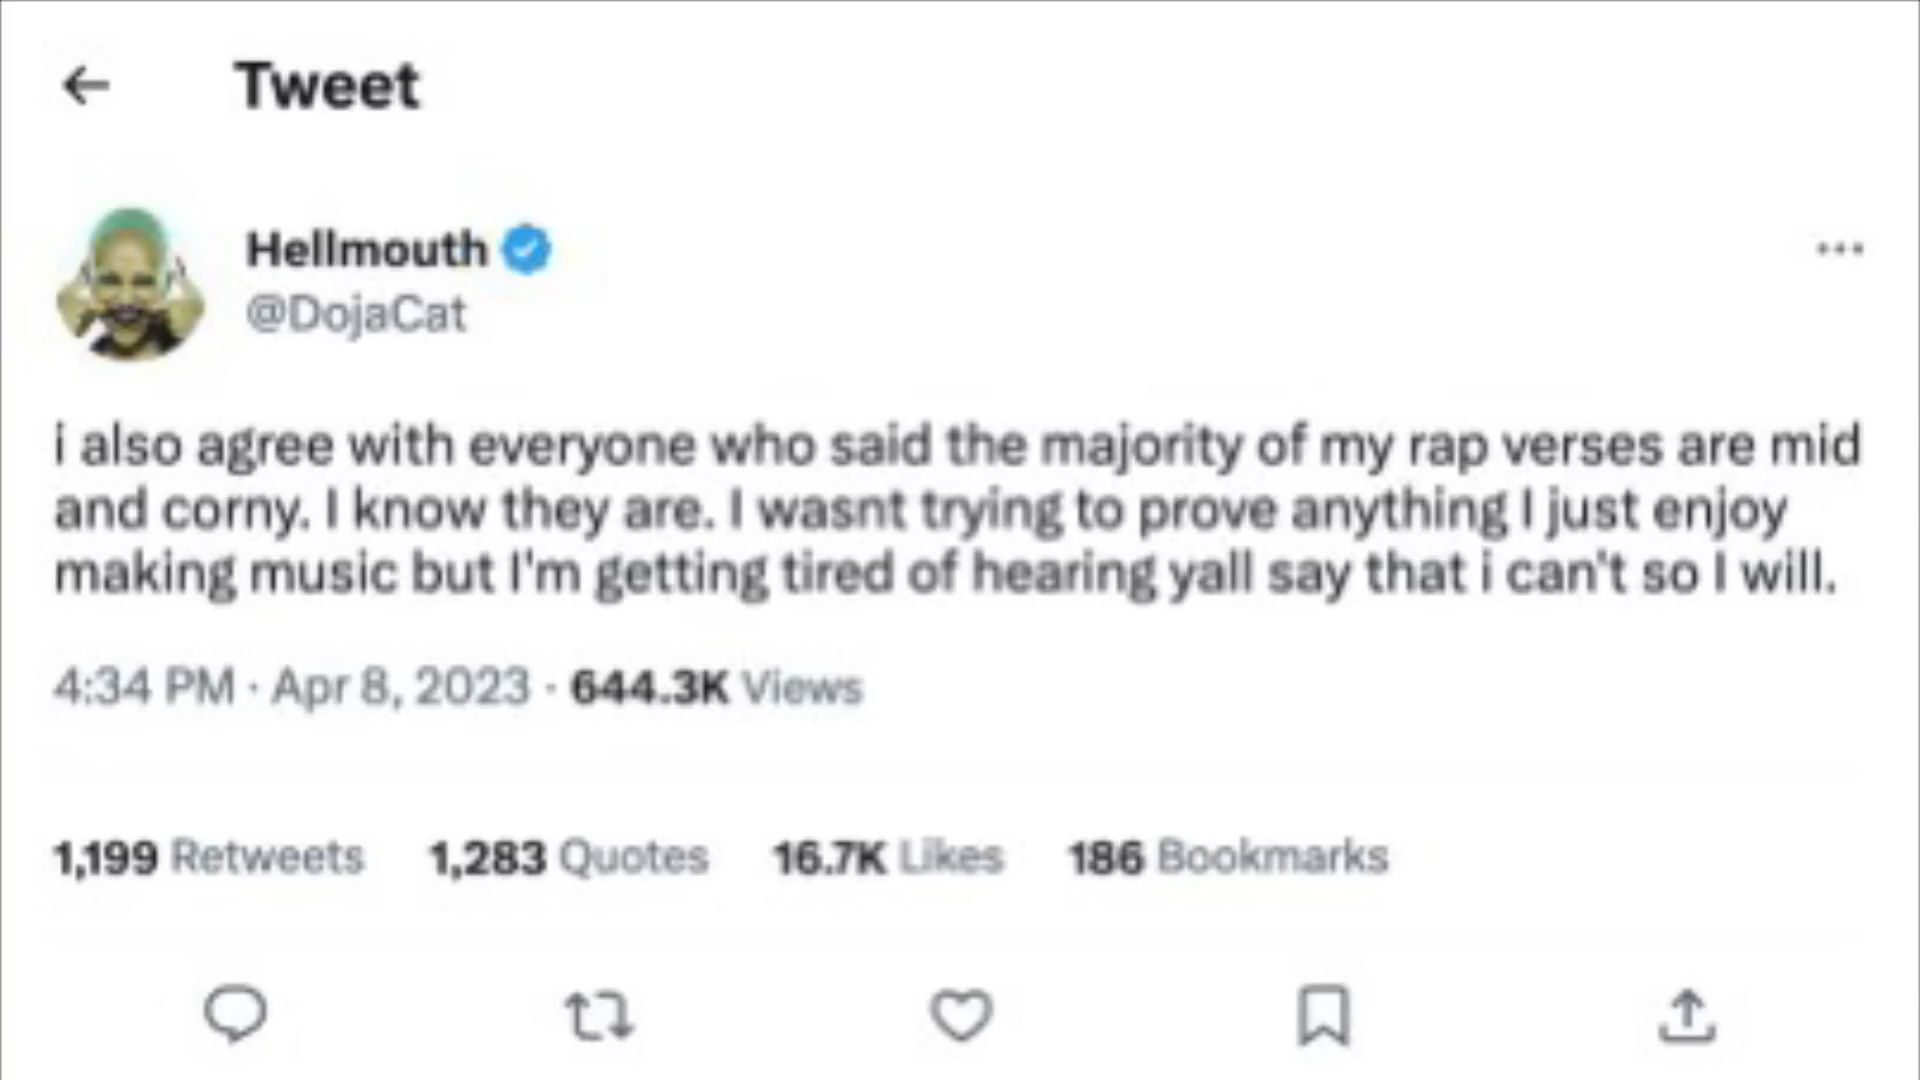 Tweet
Hellmouth
@DojaCat
i also agree with everyone who said the majority of my rap verses are mid
and corny. I know they are. I wasnt trying to prove anything I just enjoy
making music but I'm getting tired of hearing yall say that i can't so I will.
4:34 PM · Apr 8, 2023 · 644.3K Views
1,199 Retweets 1,283 Quotes 16.7K Likes 186 Bookmarks